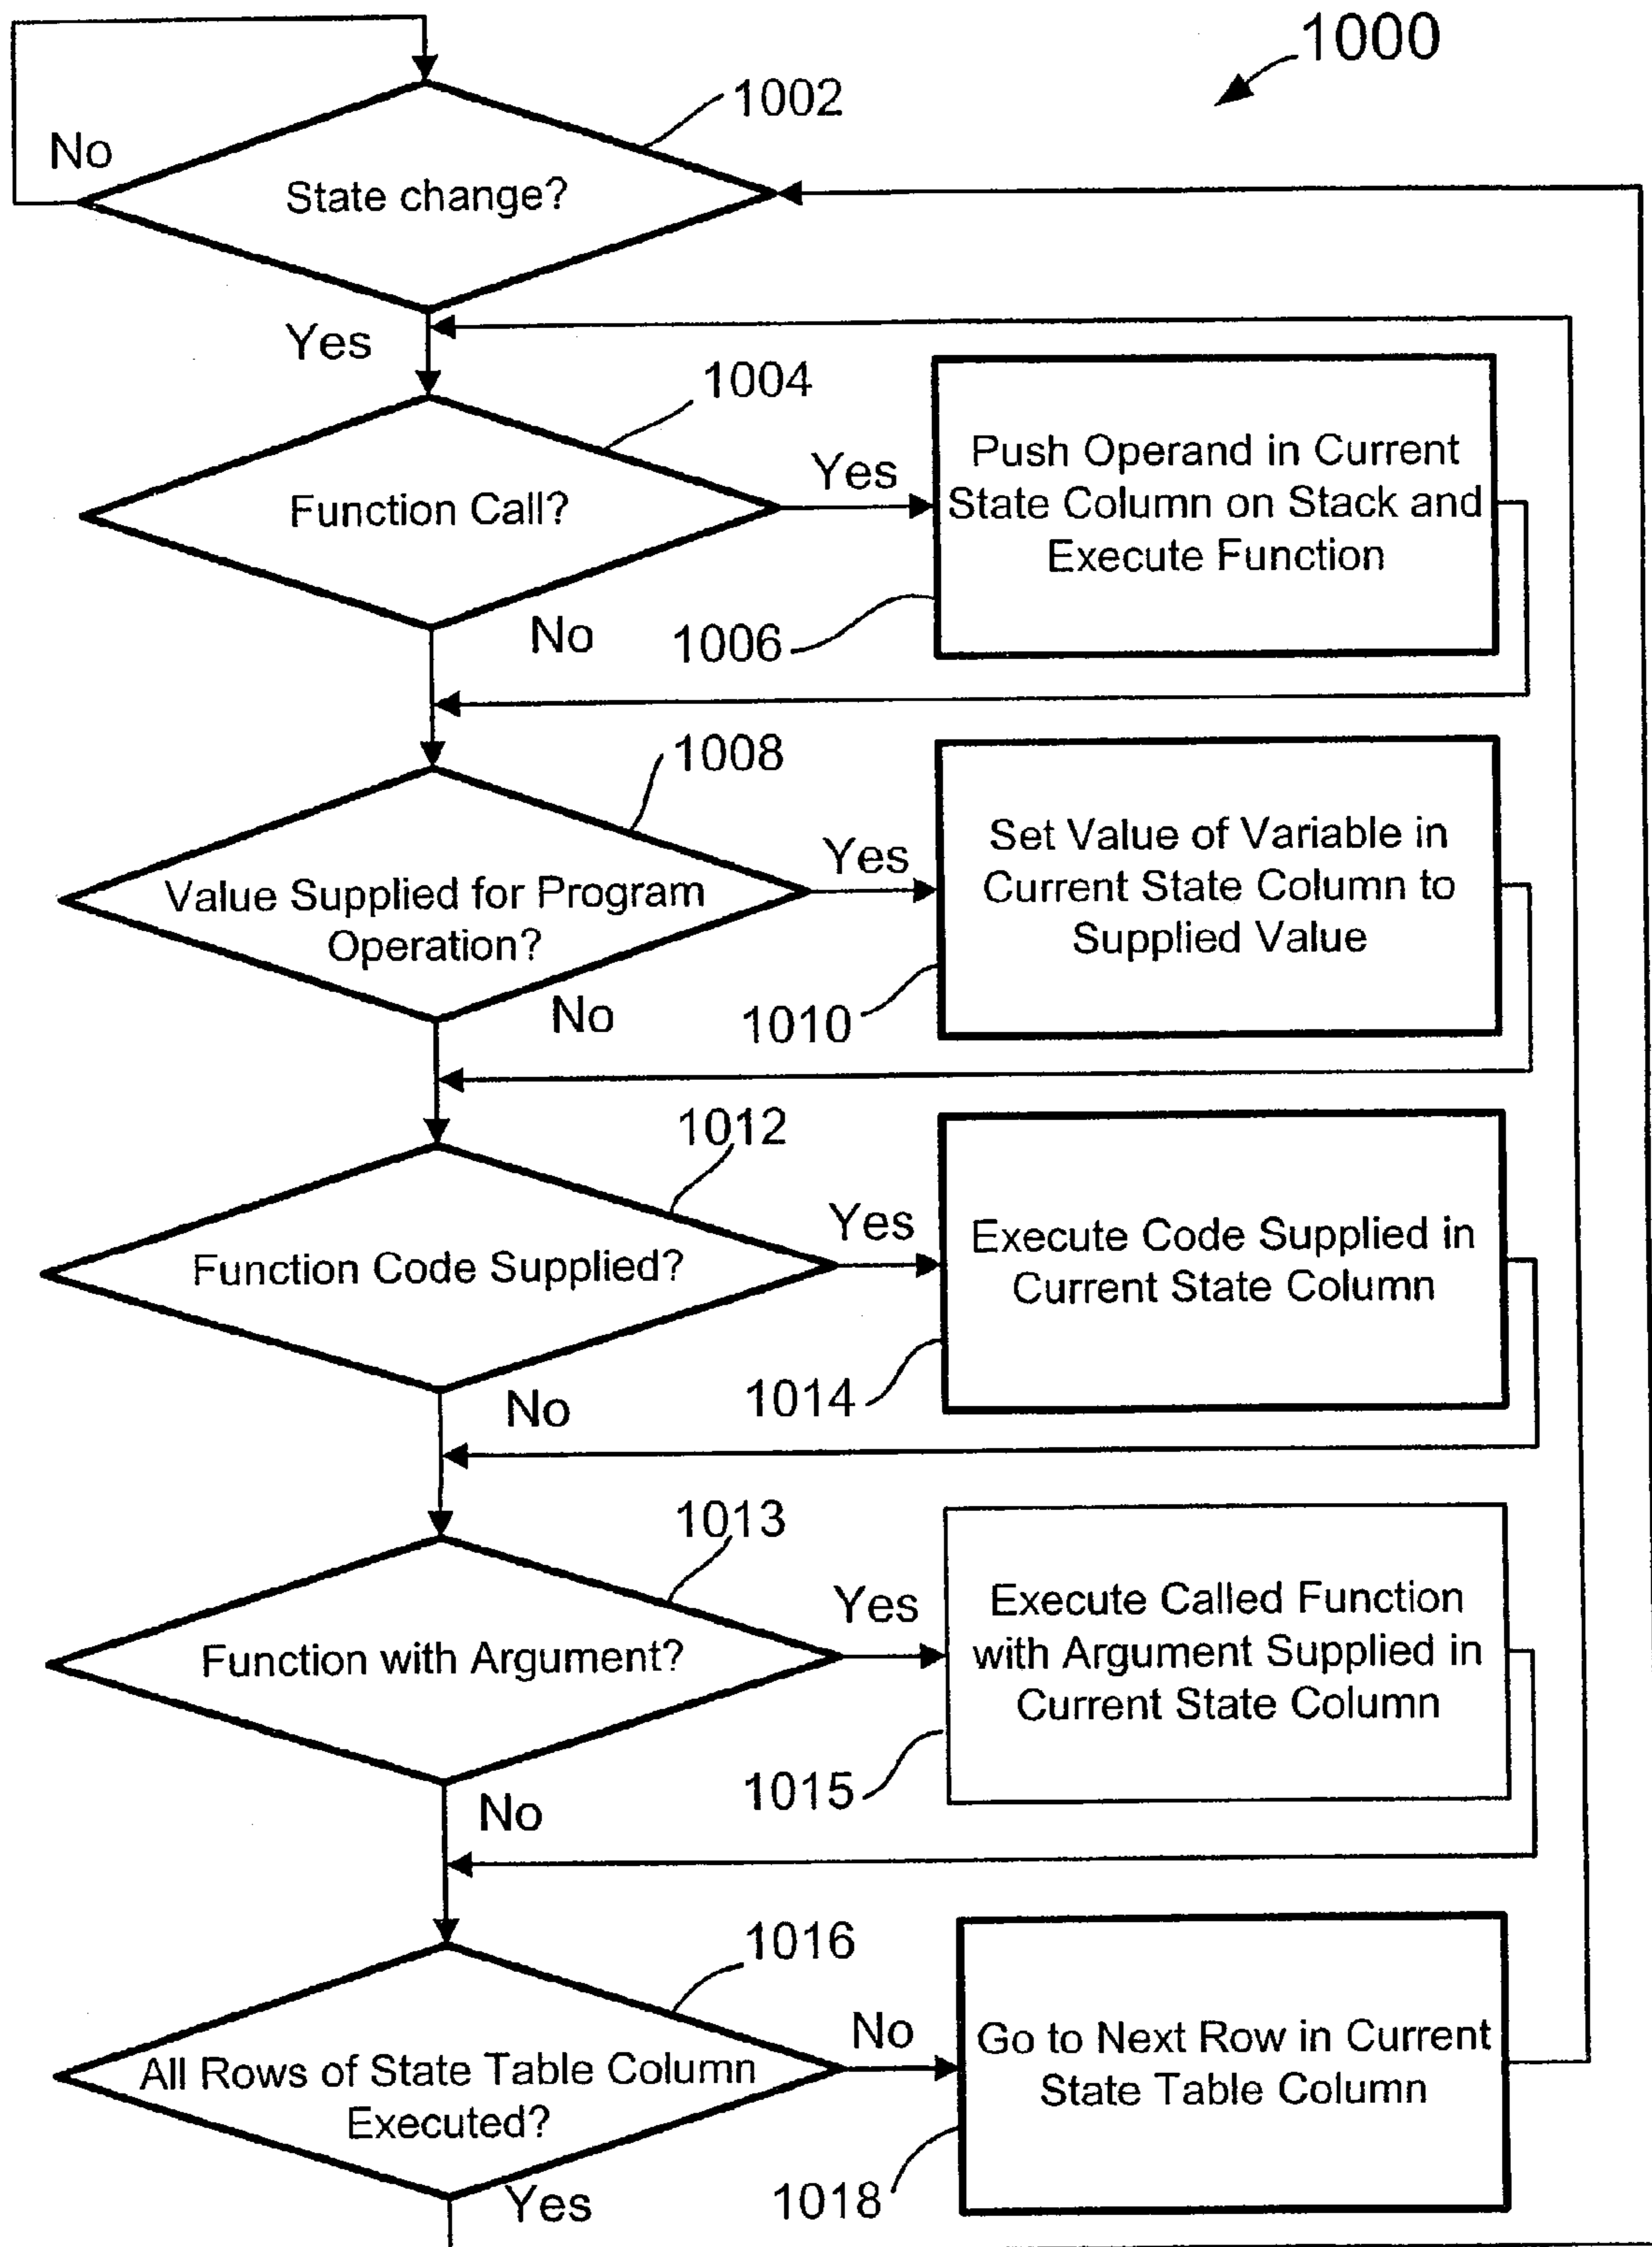 1000
1002
No
State change?
Yes
1004
Function Call?
Yes
Push Operand in Current
State Column on Stack and
Execute Function
No
1006
1008
Value Supplied for Program
Operation?
Yes
Set Value of Variable in
Current State Column to
Supplied Value
No
1010
1012
Function Code Supplied?
Yes
Execute Code Supplied in
Current State Column
No
1014
1013
Function with Argument?
Yes
Execute Called Function
with Argument Supplied in
Current State Column
No
1015
1016
All Rows of State Table Column
Executed?
No
Go to Next Row in Current
State Table Column
Yes
1018